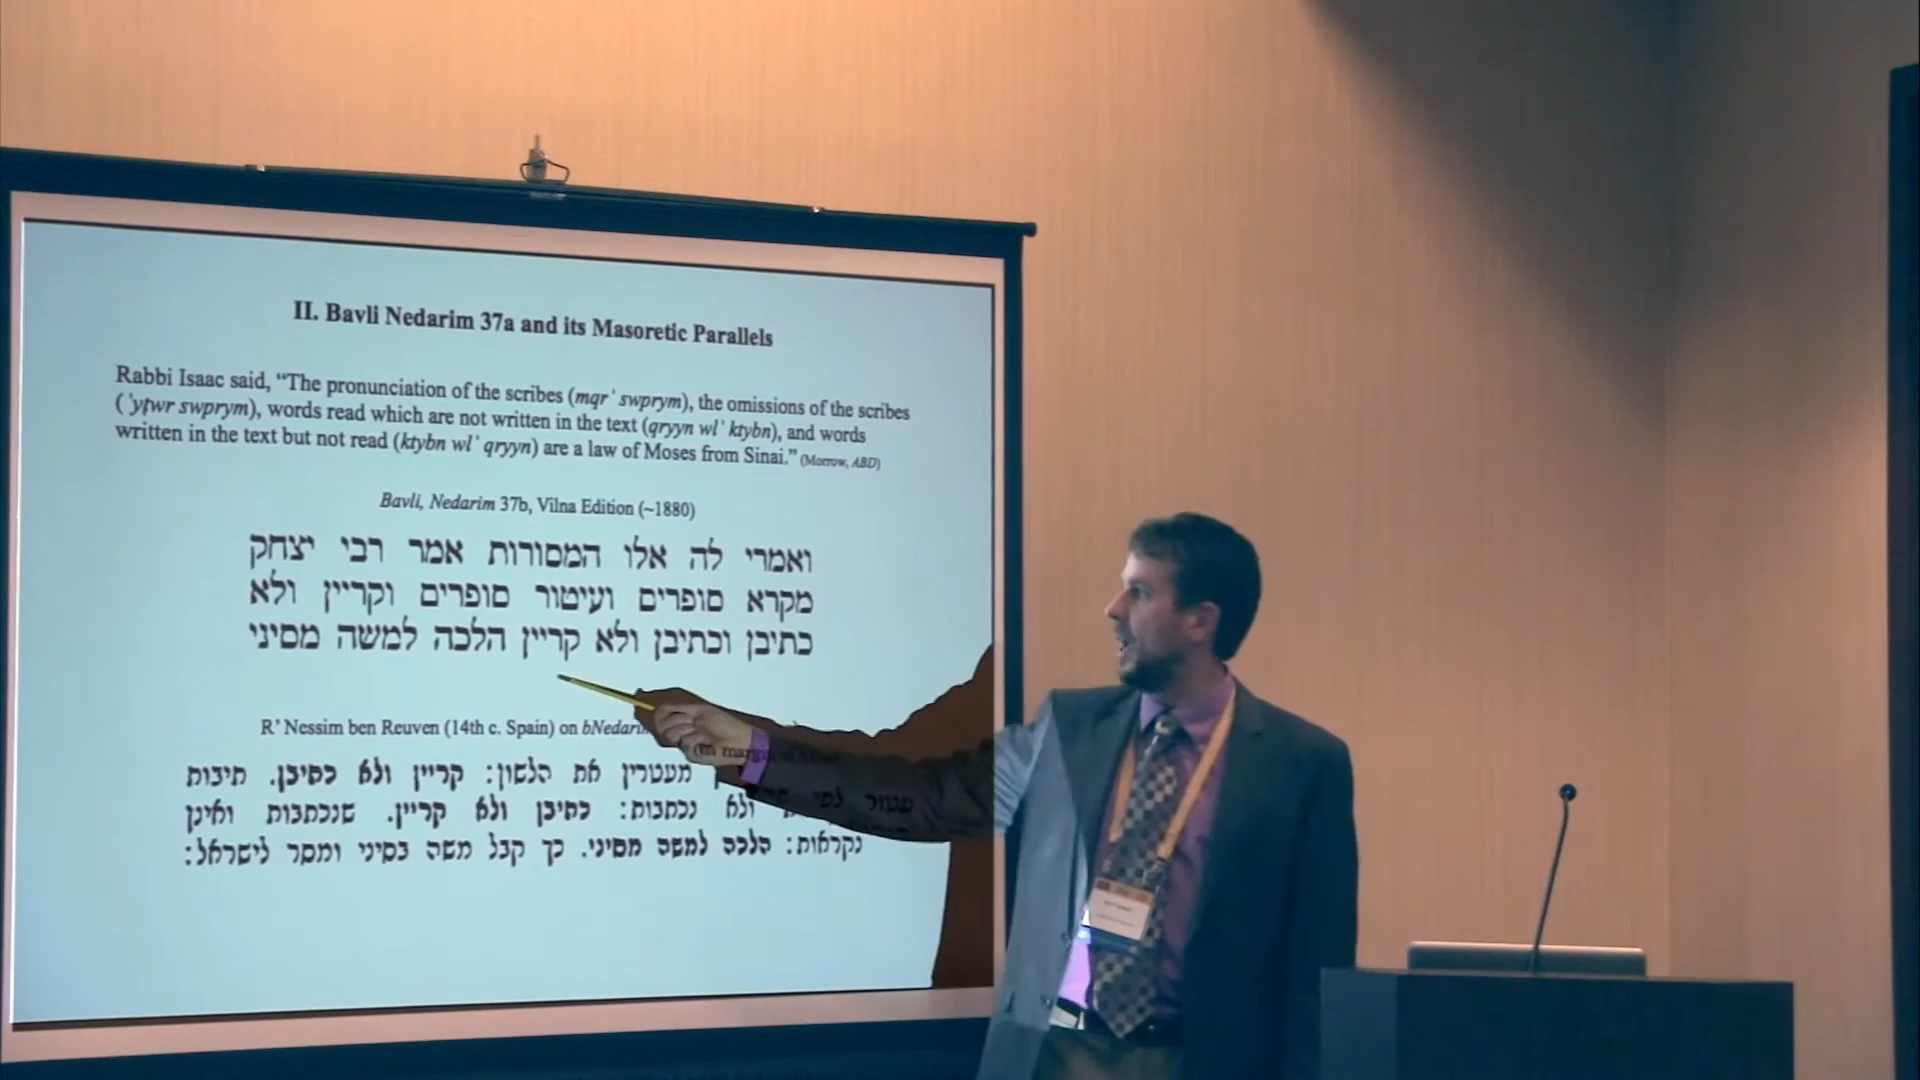 II. Bavli Nedarim 37a and its Masoretic Parallels
Rabbi Isaac said, “The pronunciation of the scribes (mqrʾ swprym), the omissions of the scribes
(ʿyṭwr swprym), words read which are not written in the text (qryyn wlʾ ktybn), and words
written in the text but not read (ktybn wlʾ qryyn) are a law of Moses from Sinai.” (Morrow, ABD)
Bavli, Nedarim 37b, Vilna Edition (~1880)
ואמרי לה אלו המסורות אמר רבי יצחק
מקרא סופרים ועיטור סופרים וקריין ולא
כתיבן וכתיבן ולא קריין הלכה למשה מסיני
R’ Nessim ben Reuven (14th c. Spain) on
מעטרין את הלשון: קריין ולא כתיבן. תיבות
ולא נכתבות: כתיבן ולא קריין. שנכתבות ואינן
נקראות: הלכה למשה מסיני. כך קבל משה בסיני ומסר לישראל: